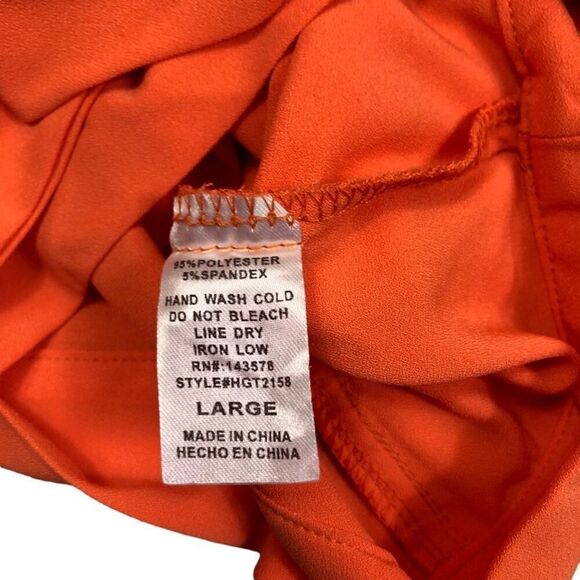 95%POLYESTER
5%SPANDEX
HAND WASH COLD
DO NOT BLEACH
LINE DRY
IRON LOW
RN#:143578
STYLE#HGT2158
LARGE
MADE IN CHINA
HECHO EN CHINA